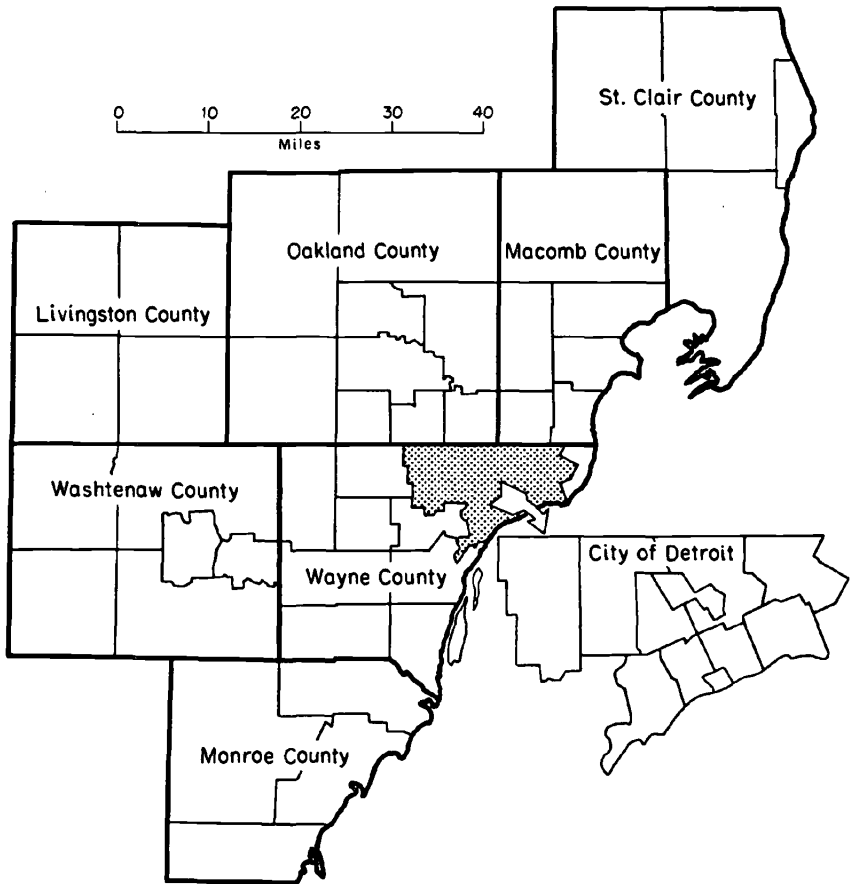 St. Clair County
0 10 20 30 40
Miles
Oakland County
Macomb County
Livingston County
Washtenaw County
City of Detroit
Wayne County
Monroe County